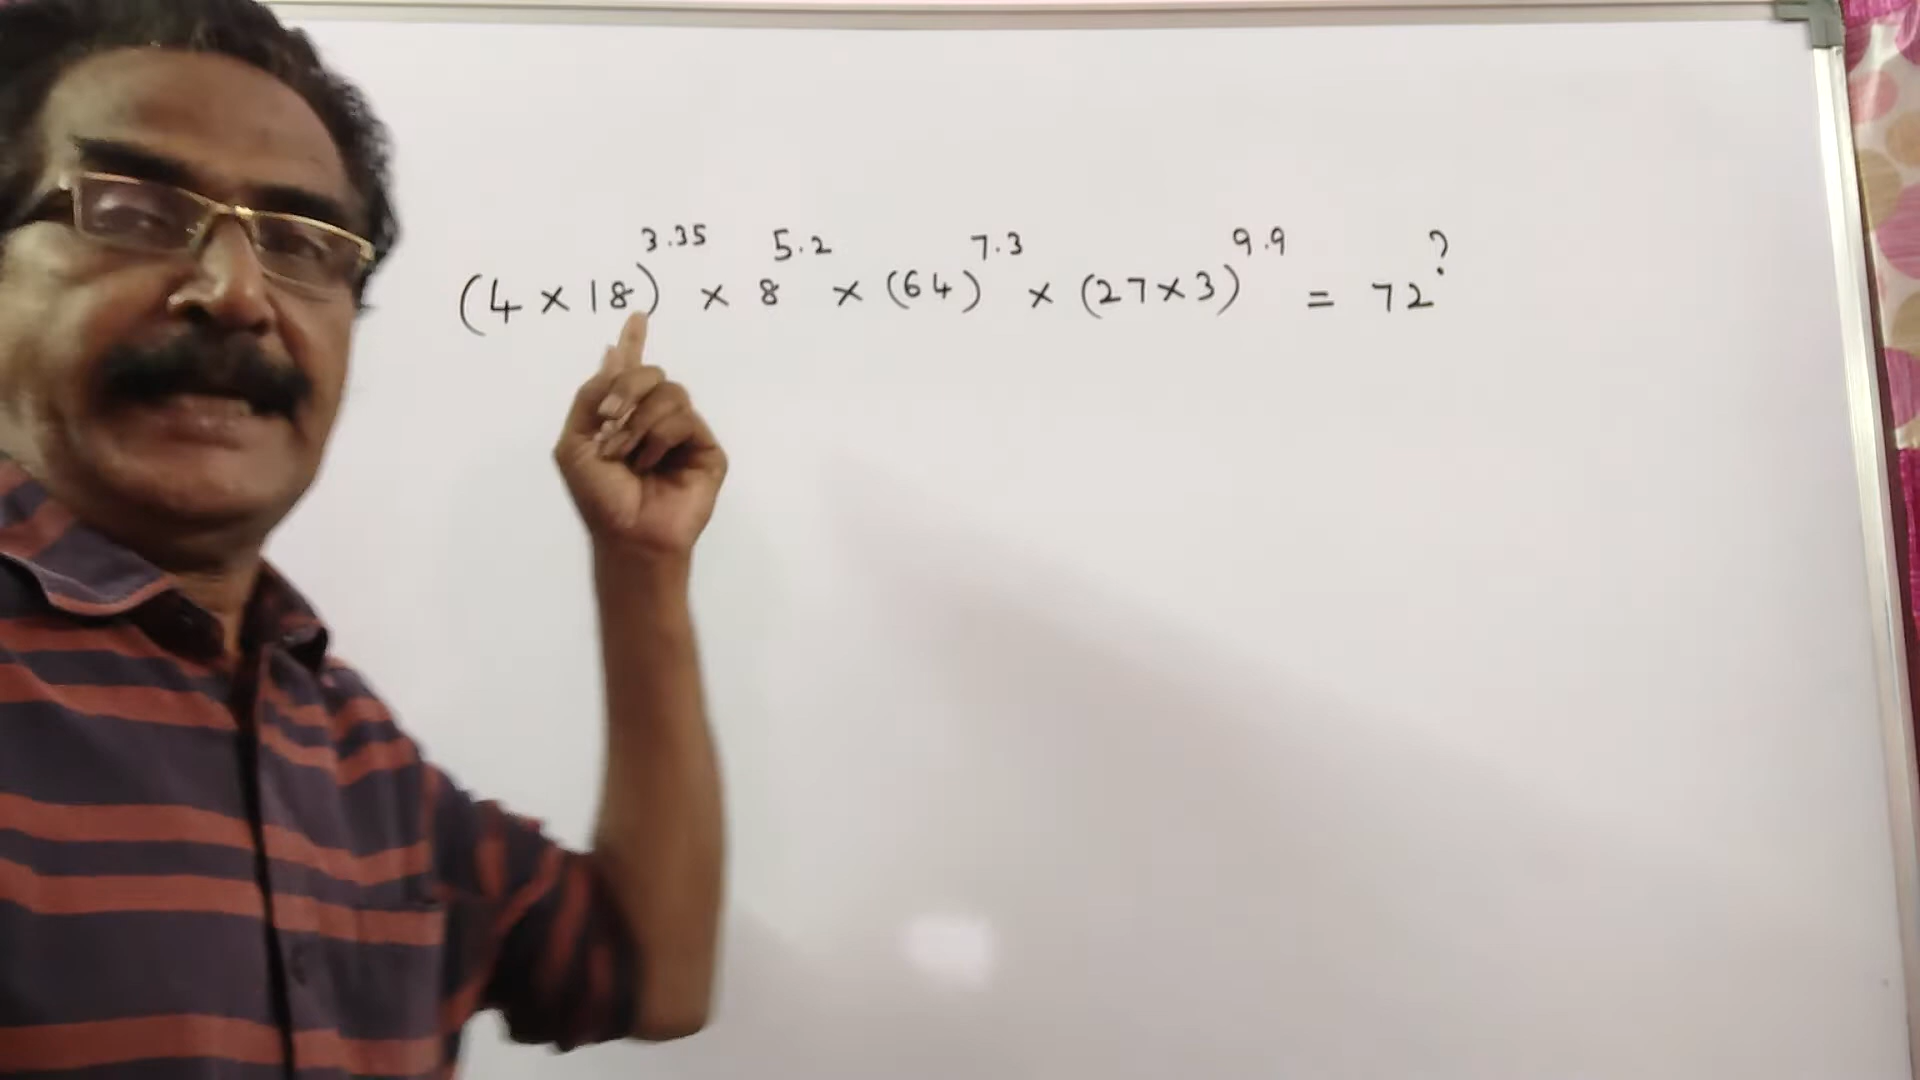 (4 × 18)^3.35 × 8^5.2 × (64)^7.3 × (27×3)^9.9 = 72^?